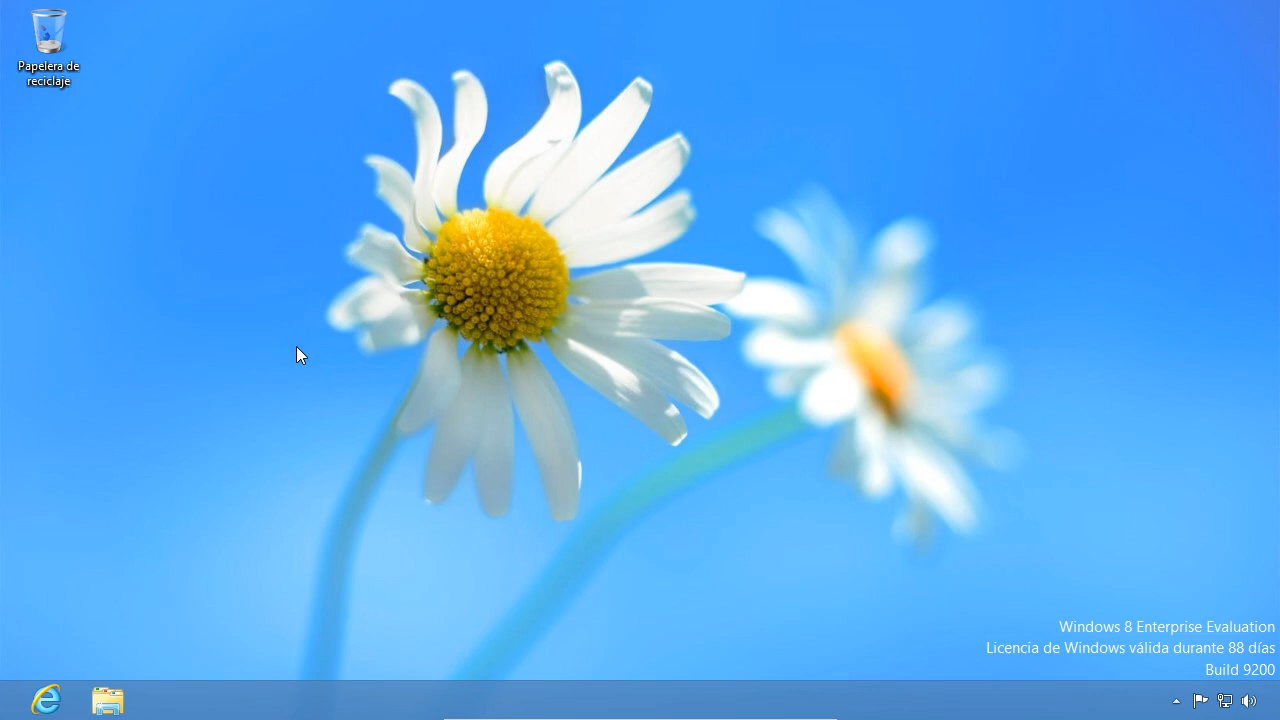 Papelera de
reciclaje
Windows 8 Enterprise Evaluation
Licencia de Windows válida durante 88 días
Build 9200